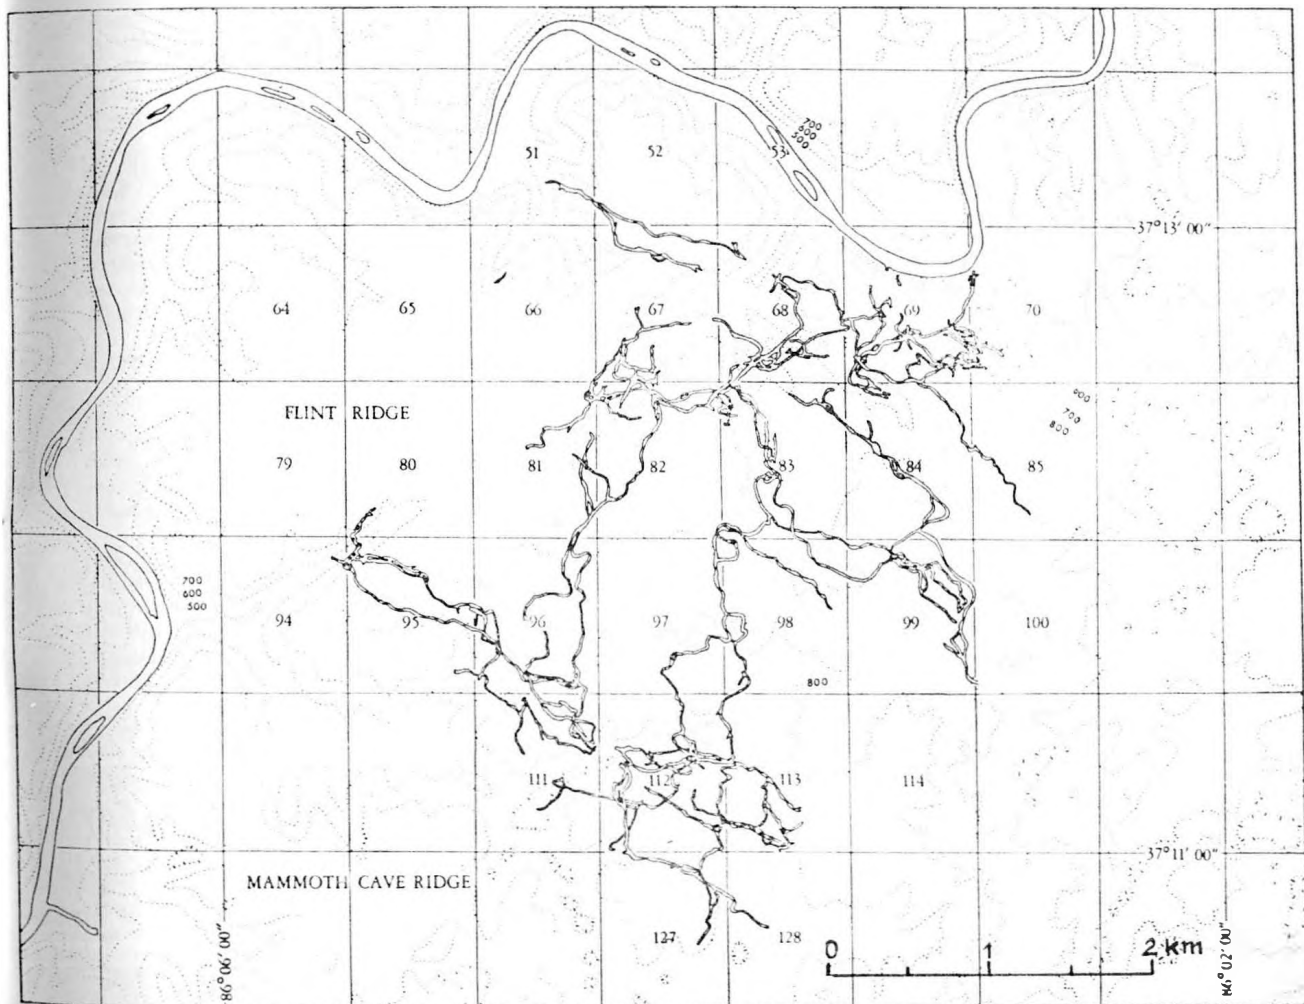 51 52 53
700
600
500
37°13' 00"
64 65 66 67 68 69 70
FLINT RIDGE
600
700
800
79 80 81 82 83 84 85
700
600
500
94 95 96 97 98 99 100
800
111 112 113 114
37°11' 00"
MAMMOTH CAVE RIDGE
127 128
86°06' 00"
0 1 2 km
86°02' 00"